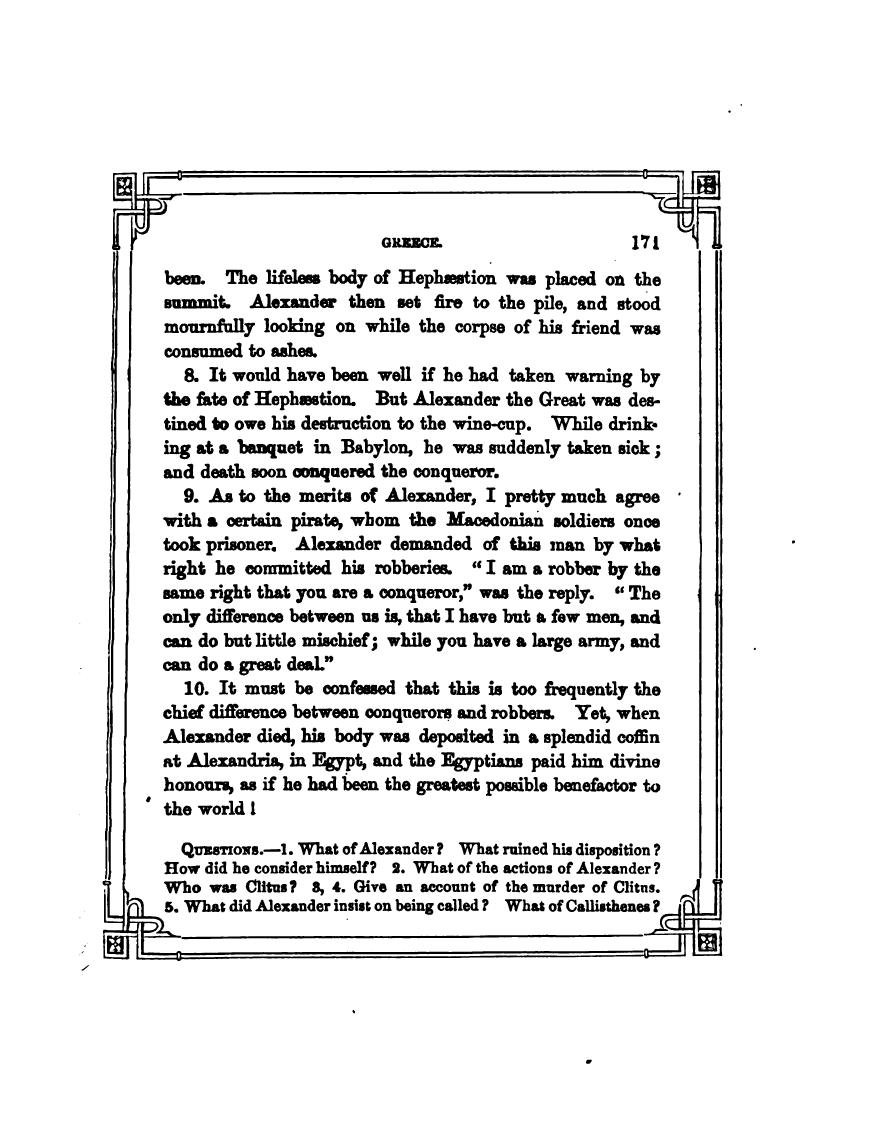 GREECE.
171
been. The lifeless body of Hephæstion was placed on the
summit. Alexander then set fire to the pile, and stood
mournfully looking on while the corpse of his friend was
consumed to ashes.
8. It would have been well if he had taken warning by
the fate of Hephæstion. But Alexander the Great was des-
tined to owe his destruction to the wine-cup. While drink-
ing at a banquet in Babylon, he was suddenly taken sick;
and death soon conquered the conqueror.
9. As to the merits of Alexander, I pretty much agree
with a certain pirate, whom the Macedonian soldiers once
took prisoner. Alexander demanded of this man by what
right he committed his robberies. “I am a robber by the
same right that you are a conqueror,” was the reply. “The
only difference between us is, that I have but a few men, and
can do but little mischief; while you have a large army, and
can do a great deal.”
10. It must be confessed that this is too frequently the
chief difference between conquerors and robbers. Yet, when
Alexander died, his body was deposited in a splendid coffin
at Alexandria, in Egypt, and the Egyptians paid him divine
honours, as if he had been the greatest possible benefactor to
the world!
QUESTIONS.—1. What of Alexander? What ruined his disposition?
How did he consider himself? 2. What of the actions of Alexander?
Who was Clitus? 3, 4. Give an account of the murder of Clitus.
5. What did Alexander insist on being called? What of Callisthenes?